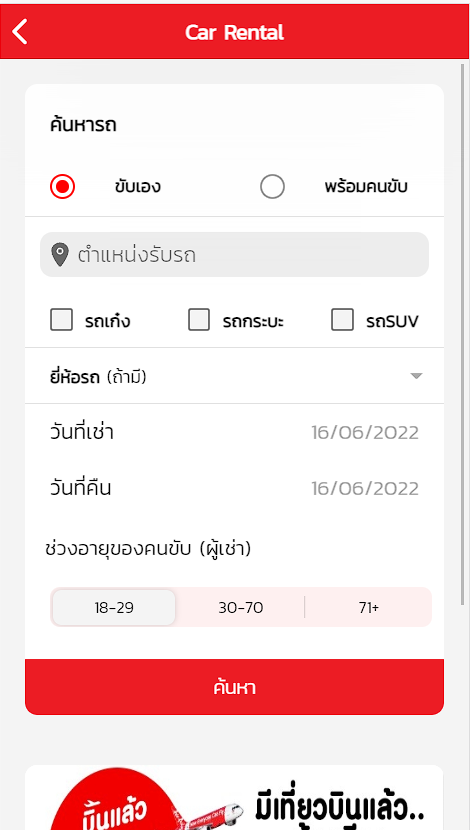 Car Rental
ค้นหารถ
ขับเอง พร้อมคนขับ
ตำแหน่งรับรถ
รถเก๋ง รถกระบะ รถSUV
ยี่ห้อรถ (ถ้ามี)
วันที่เช่า 16/06/2022
วันที่คืน 16/06/2022
ช่วงอายุของคนขับ (ผู้เช่า)
18-29 30-70 71+
ค้นหา
บินแล้ว มีเที่ยวบินแล้ว..